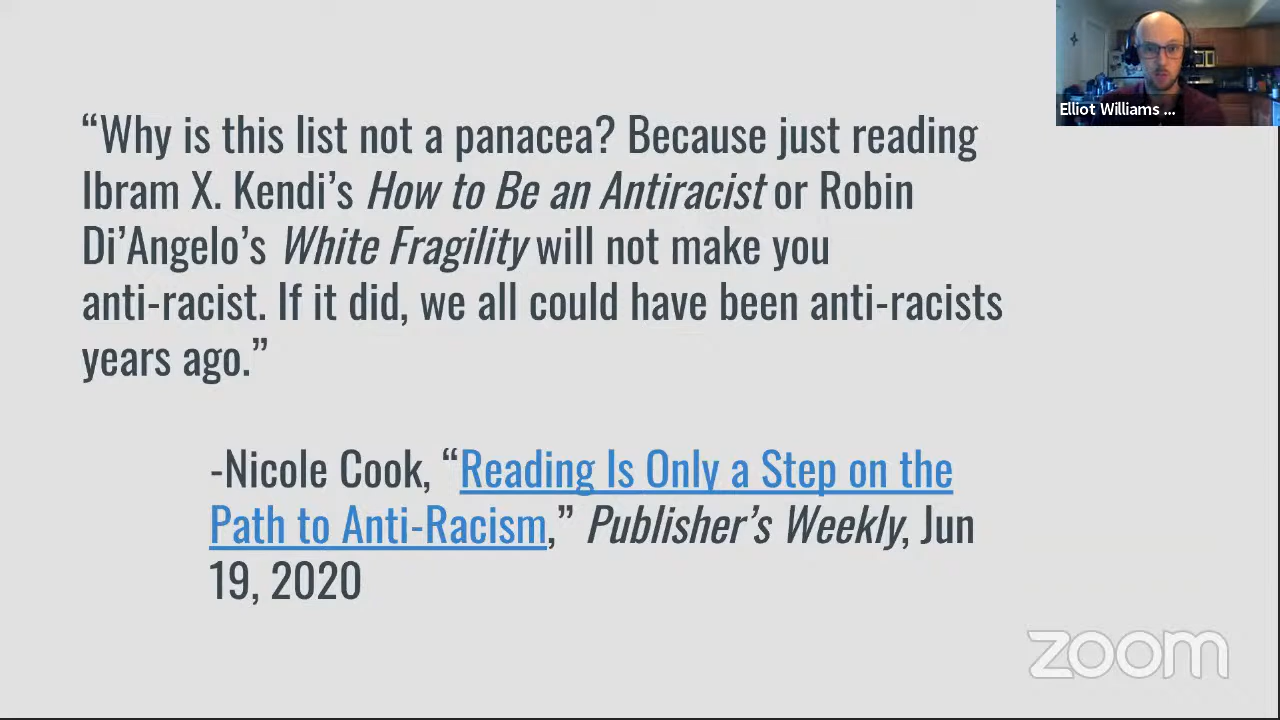 Elliot Williams ...
“Why is this list not a panacea? Because just reading
Ibram X. Kendi’s How to Be an Antiracist or Robin
Di’Angelo’s White Fragility will not make you
anti-racist. If it did, we all could have been anti-racists
years ago.”
-Nicole Cook, “Reading Is Only a Step on the
Path to Anti-Racism,” Publisher’s Weekly, Jun
19, 2020
zoom